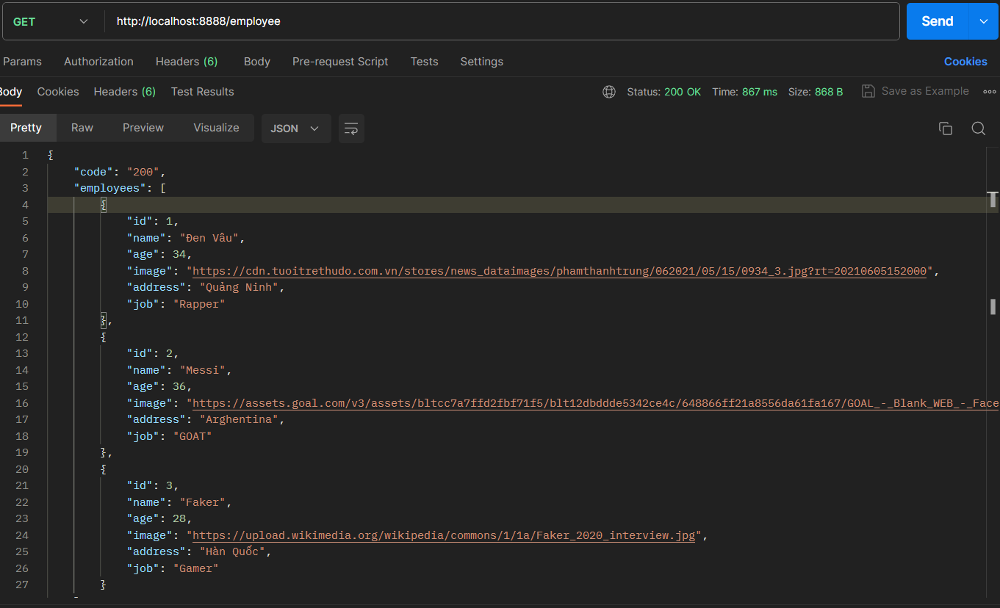 GET http://localhost:8888/employee Send
Params Authorization Headers (6) Body Pre-request Script Tests Settings Cookies
Body Cookies Headers (6) Test Results Status: 200 OK Time: 867 ms Size: 868 B Save as Example
Pretty Raw Preview Visualize JSON
1 {
2 "code": "200",
3 "employees": [
4 {
5 "id": 1,
6 "name": "Đen Vâu",
7 "age": 34,
8 "image": "https://cdn.tuoitrethudo.com.vn/stores/news_dataimages/phamthanhtrung/062021/05/15/0934_3.jpg?rt=20210605152000",
9 "address": "Quảng Ninh",
10 "job": "Rapper"
11 },
12 {
13 "id": 2,
14 "name": "Messi",
15 "age": 36,
16 "image": "https://assets.goal.com/v3/assets/bltcc7a7ffd2fbf71f5/blt12dbddde5342ce4c/648866ff21a8556da61fa167/GOAL_-_Blank_WEB_-_Face
17 "address": "Arghentina",
18 "job": "GOAT"
19 },
20 {
21 "id": 3,
22 "name": "Faker",
23 "age": 28,
24 "image": "https://upload.wikimedia.org/wikipedia/commons/1/1a/Faker_2020_interview.jpg",
25 "address": "Hàn Quốc",
26 "job": "Gamer"
27 }